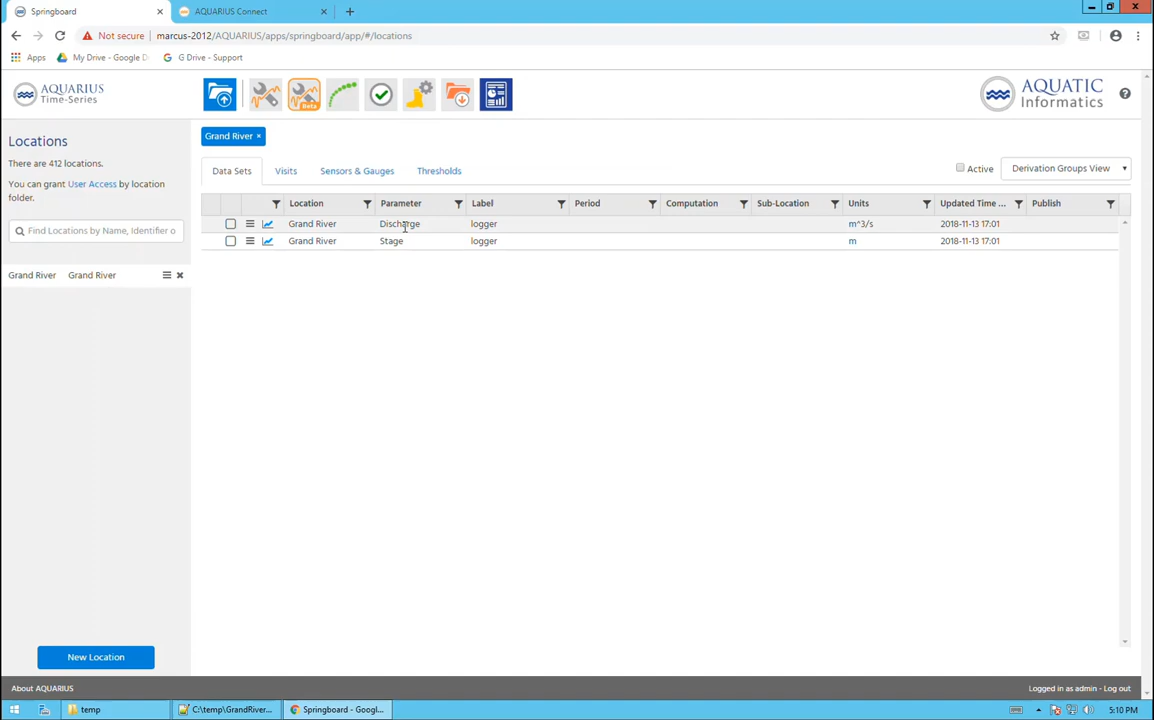 Springboard
AQUARIUS Connect
Not secure
marcus-2012/AQUARIUS/apps/springboard/app/#/locations
Apps
My Drive - Google D
G Drive - Support
AQUARIUS
Time-Series
Beta
AQUATIC
Informatics
Locations
There are 412 locations.
You can grant User Access by location
folder.
Find Locations by Name, Identifier o
Grand River Grand River
New Location
Grand River ×
Data Sets Visits Sensors & Gauges Thresholds
Active Derivation Groups View
Location Parameter Label Period Computation Sub-Location Units Updated Time ... Publish
Grand River Discharge logger m^3/s 2018-11-13 17:01
Grand River Stage logger m 2018-11-13 17:01
About AQUARIUS
Logged in as admin - Log out
temp
C:\temp\GrandRiver...
Springboard - Googl...
5:10 PM